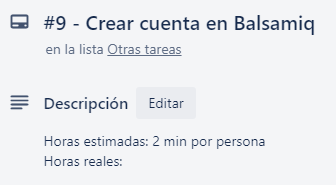 #9 - Crear cuenta en Balsamiq
en la lista Otras tareas
Descripción Editar
Horas estimadas: 2 min por persona
Horas reales: